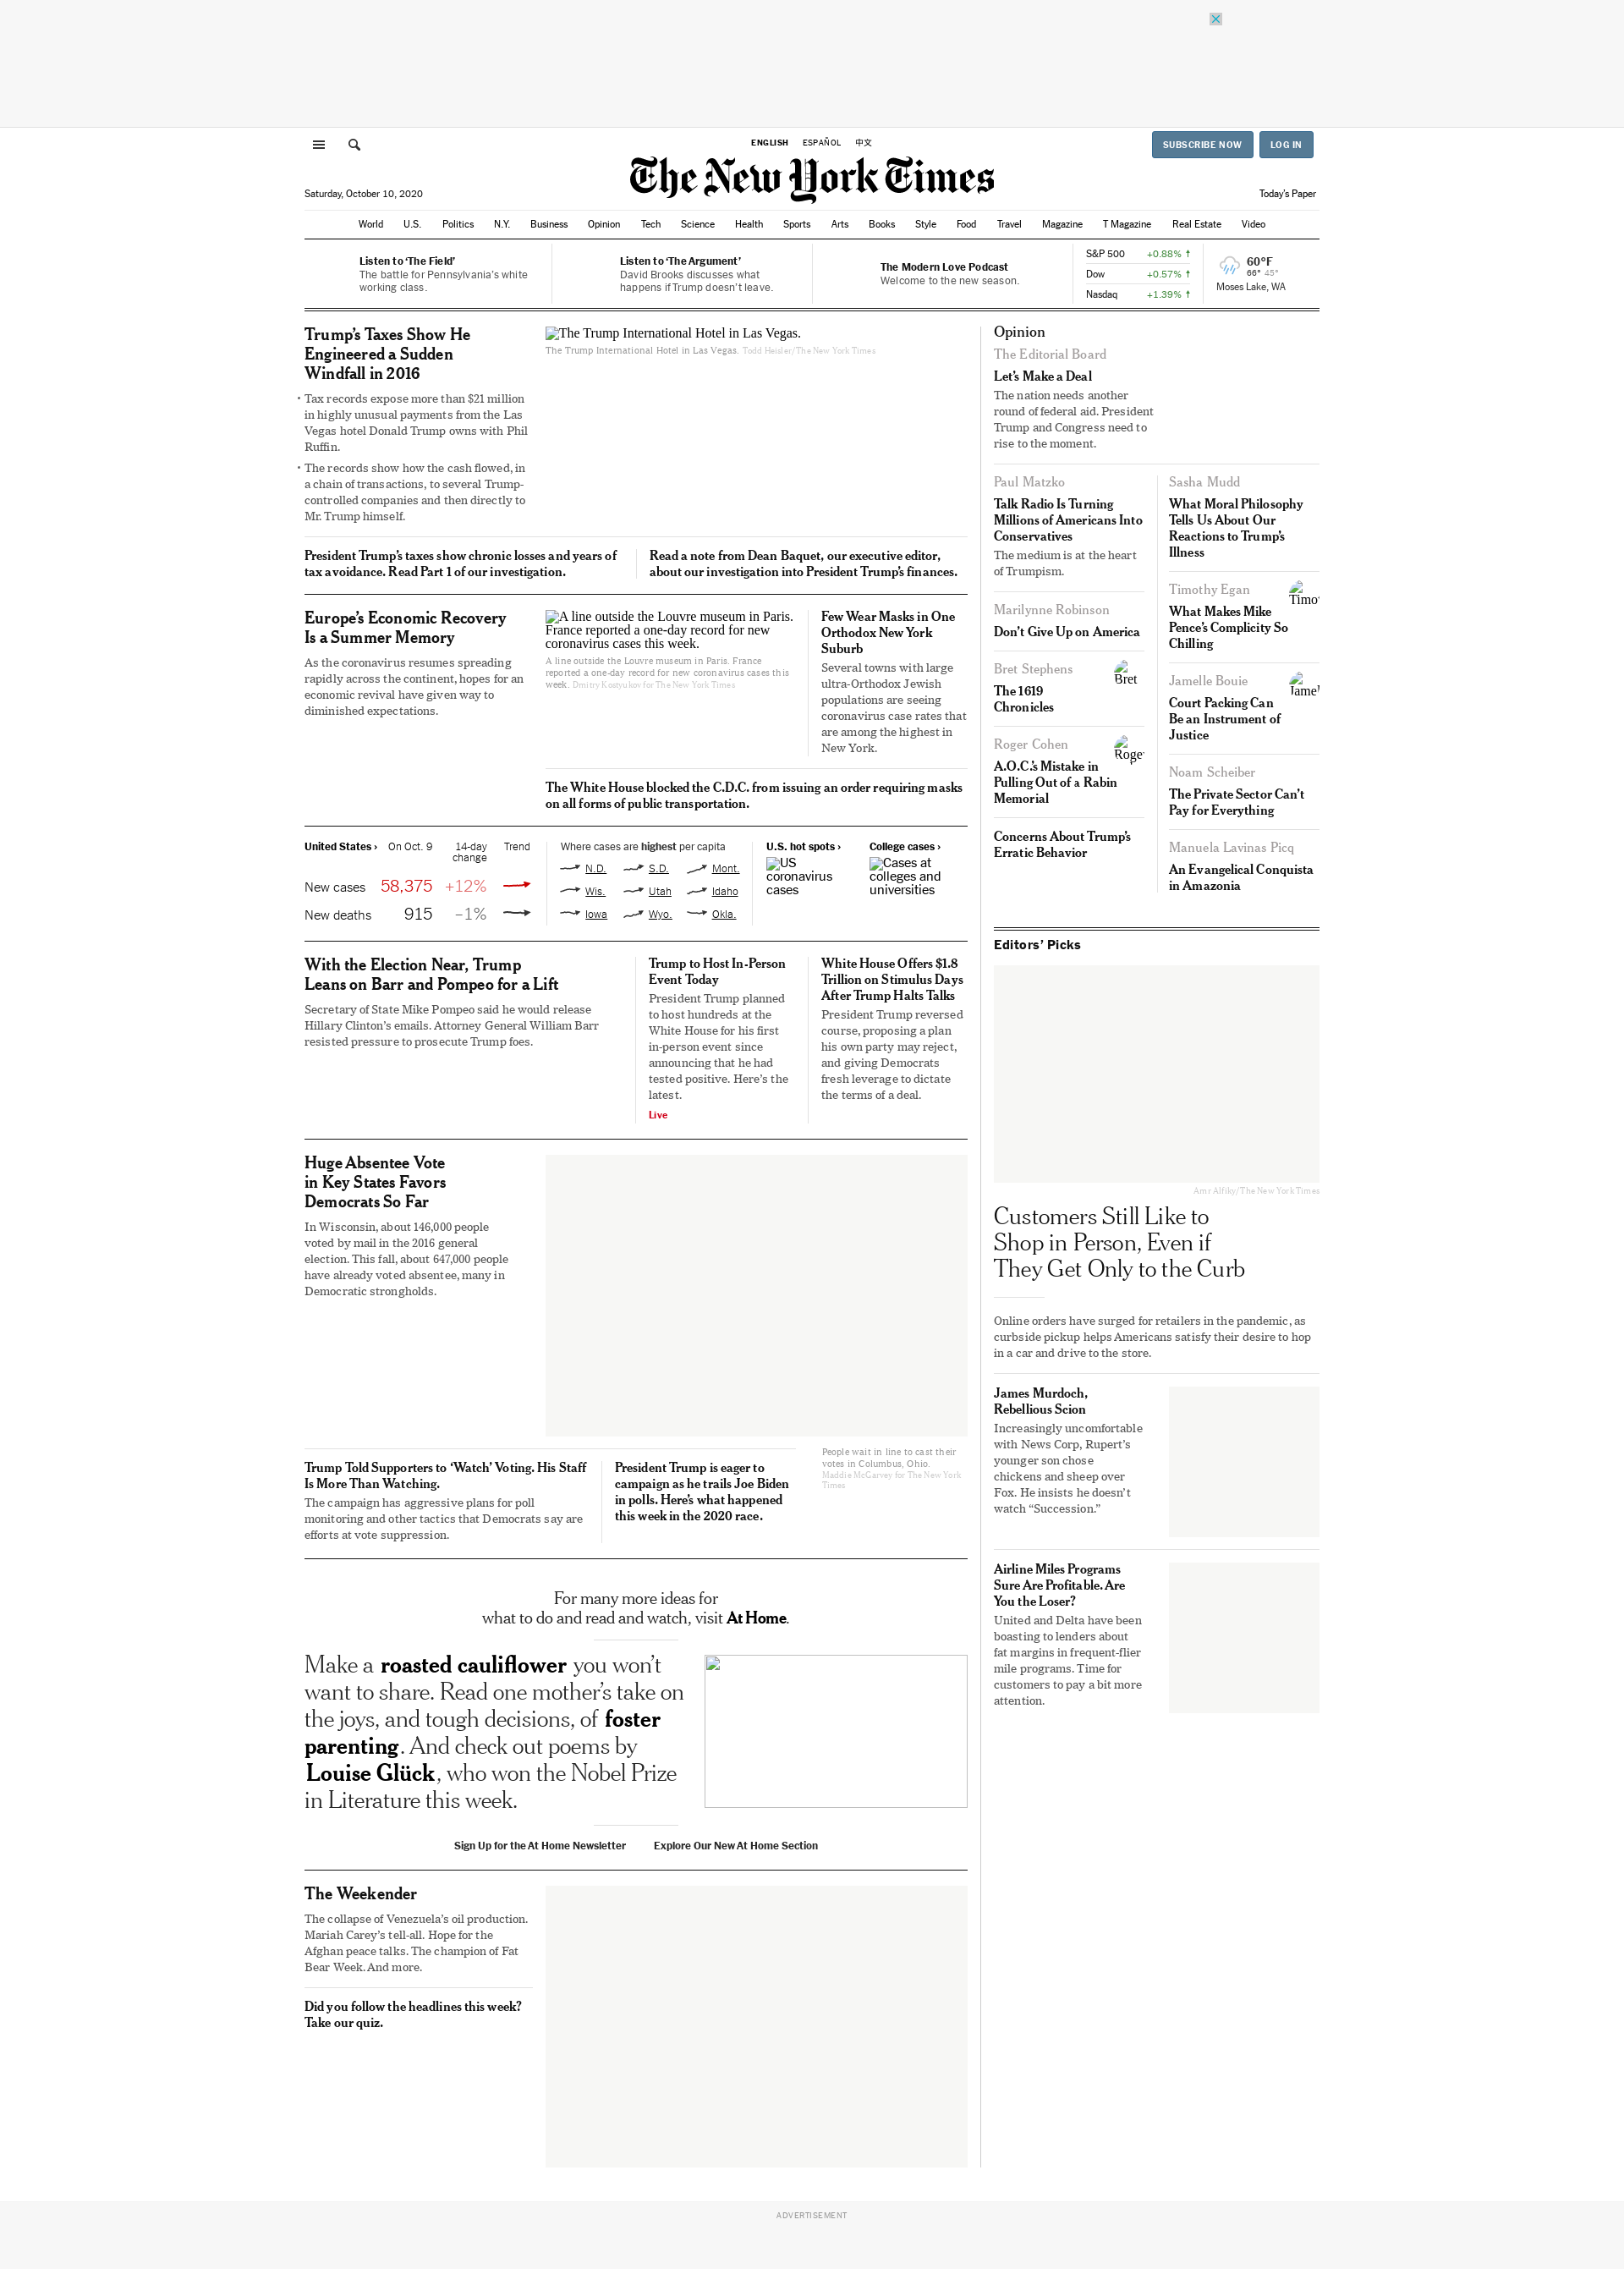 ENGLISH ESPAÑOL 中文
SUBSCRIBE NOW LOG IN
The New York Times
Saturday, October 10, 2020
Today's Paper
World U.S. Politics N.Y. Business Opinion Tech Science Health Sports Arts Books Style Food Travel Magazine T Magazine Real Estate Video
Listen to ‘The Field’
The battle for Pennsylvania’s white
working class.
Listen to ‘The Argument’
David Brooks discusses what
happens if Trump doesn’t leave.
The Modern Love Podcast
Welcome to the new season.
S&P 500 +0.88% ↑
Dow +0.57% ↑
Nasdaq +1.39% ↑
60°F
66° 45°
Moses Lake, WA
Trump’s Taxes Show He
Engineered a Sudden
Windfall in 2016
• Tax records expose more than $21 million
in highly unusual payments from the Las
Vegas hotel Donald Trump owns with Phil
Ruffin.
• The records show how the cash flowed, in
a chain of transactions, to several Trump-
controlled companies and then directly to
Mr. Trump himself.
The Trump International Hotel in Las Vegas.
The Trump International Hotel in Las Vegas. Todd Heisler/The New York Times
President Trump’s taxes show chronic losses and years of
tax avoidance. Read Part 1 of our investigation.
Read a note from Dean Baquet, our executive editor,
about our investigation into President Trump’s finances.
Europe’s Economic Recovery
Is a Summer Memory
As the coronavirus resumes spreading
rapidly across the continent, hopes for an
economic revival have given way to
diminished expectations.
A line outside the Louvre museum in Paris.
France reported a one-day record for new
coronavirus cases this week.
A line outside the Louvre museum in Paris. France
reported a one-day record for new coronavirus cases this
week. Dmitry Kostyukov for The New York Times
Few Wear Masks in One
Orthodox New York
Suburb
Several towns with large
ultra-Orthodox Jewish
populations are seeing
coronavirus case rates that
are among the highest in
New York.
The White House blocked the C.D.C. from issuing an order requiring masks
on all forms of public transportation.
United States › On Oct. 9 14-day
change Trend
New cases 58,375 +12%
New deaths 915 –1%
Where cases are highest per capita
N.D. S.D. Mont.
Wis. Utah Idaho
Iowa Wyo. Okla.
U.S. hot spots ›
US
coronavirus
cases
College cases ›
Cases at
colleges and
universities
With the Election Near, Trump
Leans on Barr and Pompeo for a Lift
Secretary of State Mike Pompeo said he would release
Hillary Clinton’s emails. Attorney General William Barr
resisted pressure to prosecute Trump foes.
Trump to Host In-Person
Event Today
President Trump planned
to host hundreds at the
White House for his first
in-person event since
announcing that he had
tested positive. Here’s the
latest.
Live
White House Offers $1.8
Trillion on Stimulus Days
After Trump Halts Talks
President Trump reversed
course, proposing a plan
his own party may reject,
and giving Democrats
fresh leverage to dictate
the terms of a deal.
Huge Absentee Vote
in Key States Favors
Democrats So Far
In Wisconsin, about 146,000 people
voted by mail in the 2016 general
election. This fall, about 647,000 people
have already voted absentee, many in
Democratic strongholds.
People wait in line to cast their
votes in Columbus, Ohio.
Maddie McGarvey for The New York
Times
Trump Told Supporters to ‘Watch’ Voting. His Staff
Is More Than Watching.
The campaign has aggressive plans for poll
monitoring and other tactics that Democrats say are
efforts at vote suppression.
President Trump is eager to
campaign as he trails Joe Biden
in polls. Here’s what happened
this week in the 2020 race.
For many more ideas for
what to do and read and watch, visit At Home.
Make a roasted cauliflower you won’t
want to share. Read one mother’s take on
the joys, and tough decisions, of foster
parenting. And check out poems by
Louise Glück, who won the Nobel Prize
in Literature this week.
Sign Up for the At Home Newsletter Explore Our New At Home Section
The Weekender
The collapse of Venezuela’s oil production.
Mariah Carey’s tell-all. Hope for the
Afghan peace talks. The champion of Fat
Bear Week. And more.
Did you follow the headlines this week?
Take our quiz.
Opinion
The Editorial Board
Let’s Make a Deal
The nation needs another
round of federal aid. President
Trump and Congress need to
rise to the moment.
Paul Matzko
Talk Radio Is Turning
Millions of Americans Into
Conservatives
The medium is at the heart
of Trumpism.
Marilynne Robinson
Don’t Give Up on America
Bret Stephens
Bret
The 1619
Chronicles
Roger Cohen
Roger
A.O.C.’s Mistake in
Pulling Out of a Rabin
Memorial
Concerns About Trump’s
Erratic Behavior
Sasha Mudd
What Moral Philosophy
Tells Us About Our
Reactions to Trump’s
Illness
Timothy Egan
What Makes Mike
Pence’s Complicity So
Chilling
Jamelle Bouie
Court Packing Can
Be an Instrument of
Justice
Noam Scheiber
The Private Sector Can’t
Pay for Everything
Manuela Lavinas Picq
An Evangelical Conquista
in Amazonia
Editors’ Picks
Amr Alfiky/The New York Times
Customers Still Like to
Shop in Person, Even if
They Get Only to the Curb
Online orders have surged for retailers in the pandemic, as
curbside pickup helps Americans satisfy their desire to hop
in a car and drive to the store.
James Murdoch,
Rebellious Scion
Increasingly uncomfortable
with News Corp, Rupert’s
younger son chose
chickens and sheep over
Fox. He insists he doesn’t
watch “Succession.”
Airline Miles Programs
Sure Are Profitable. Are
You the Loser?
United and Delta have been
boasting to lenders about
fat margins in frequent-flier
mile programs. Time for
customers to pay a bit more
attention.
ADVERTISEMENT